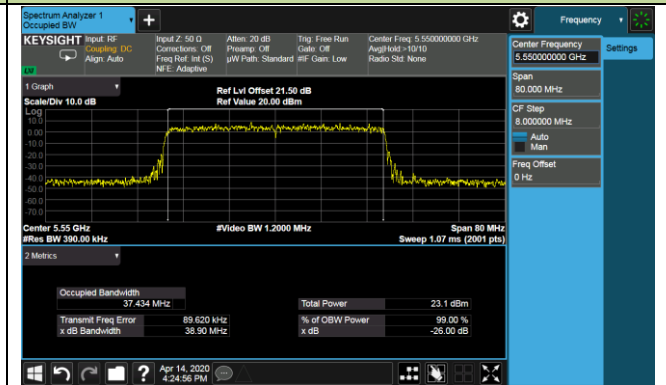 Spectrum Analyzer 1
Occupied BW
+
Frequency
KEYSIGHT
Input: RF
Coupling: DC
Align: Auto
Input Z: 50 Ω
Corrections: Off
Freq Ref: Int (S)
NFE: Adaptive
Atten: 20 dB
Preamp: Off
µW Path: Standard
Trig: Free Run
Gate: Off
#IF Gain: Low
Center Freq: 5.550000000 GHz
Avg|Hold:>10/10
Radio Std: None
Center Frequency
5.550000000 GHz
Settings
Span
80.000 MHz
CF Step
8.000000 MHz
Auto
Man
Freq Offset
0 Hz
1 Graph
Scale/Div 10.0 dB
Ref Lvl Offset 21.50 dB
Ref Value 20.00 dBm
Log
10.0
0.00
-10.0
-20.0
-30.0
-40.0
-50.0
-60.0
-70.0
Center 5.55 GHz
#Video BW 1.2000 MHz
Span 80 MHz
#Res BW 390.00 kHz
Sweep 1.07 ms (2001 pts)
2 Metrics
Occupied Bandwidth
37.434 MHz
Total Power 23.1 dBm
Transmit Freq Error 89.620 kHz
% of OBW Power 99.00 %
x dB Bandwidth 38.90 MHz
x dB -26.00 dB
?
Apr 14, 2020
4:24:56 PM